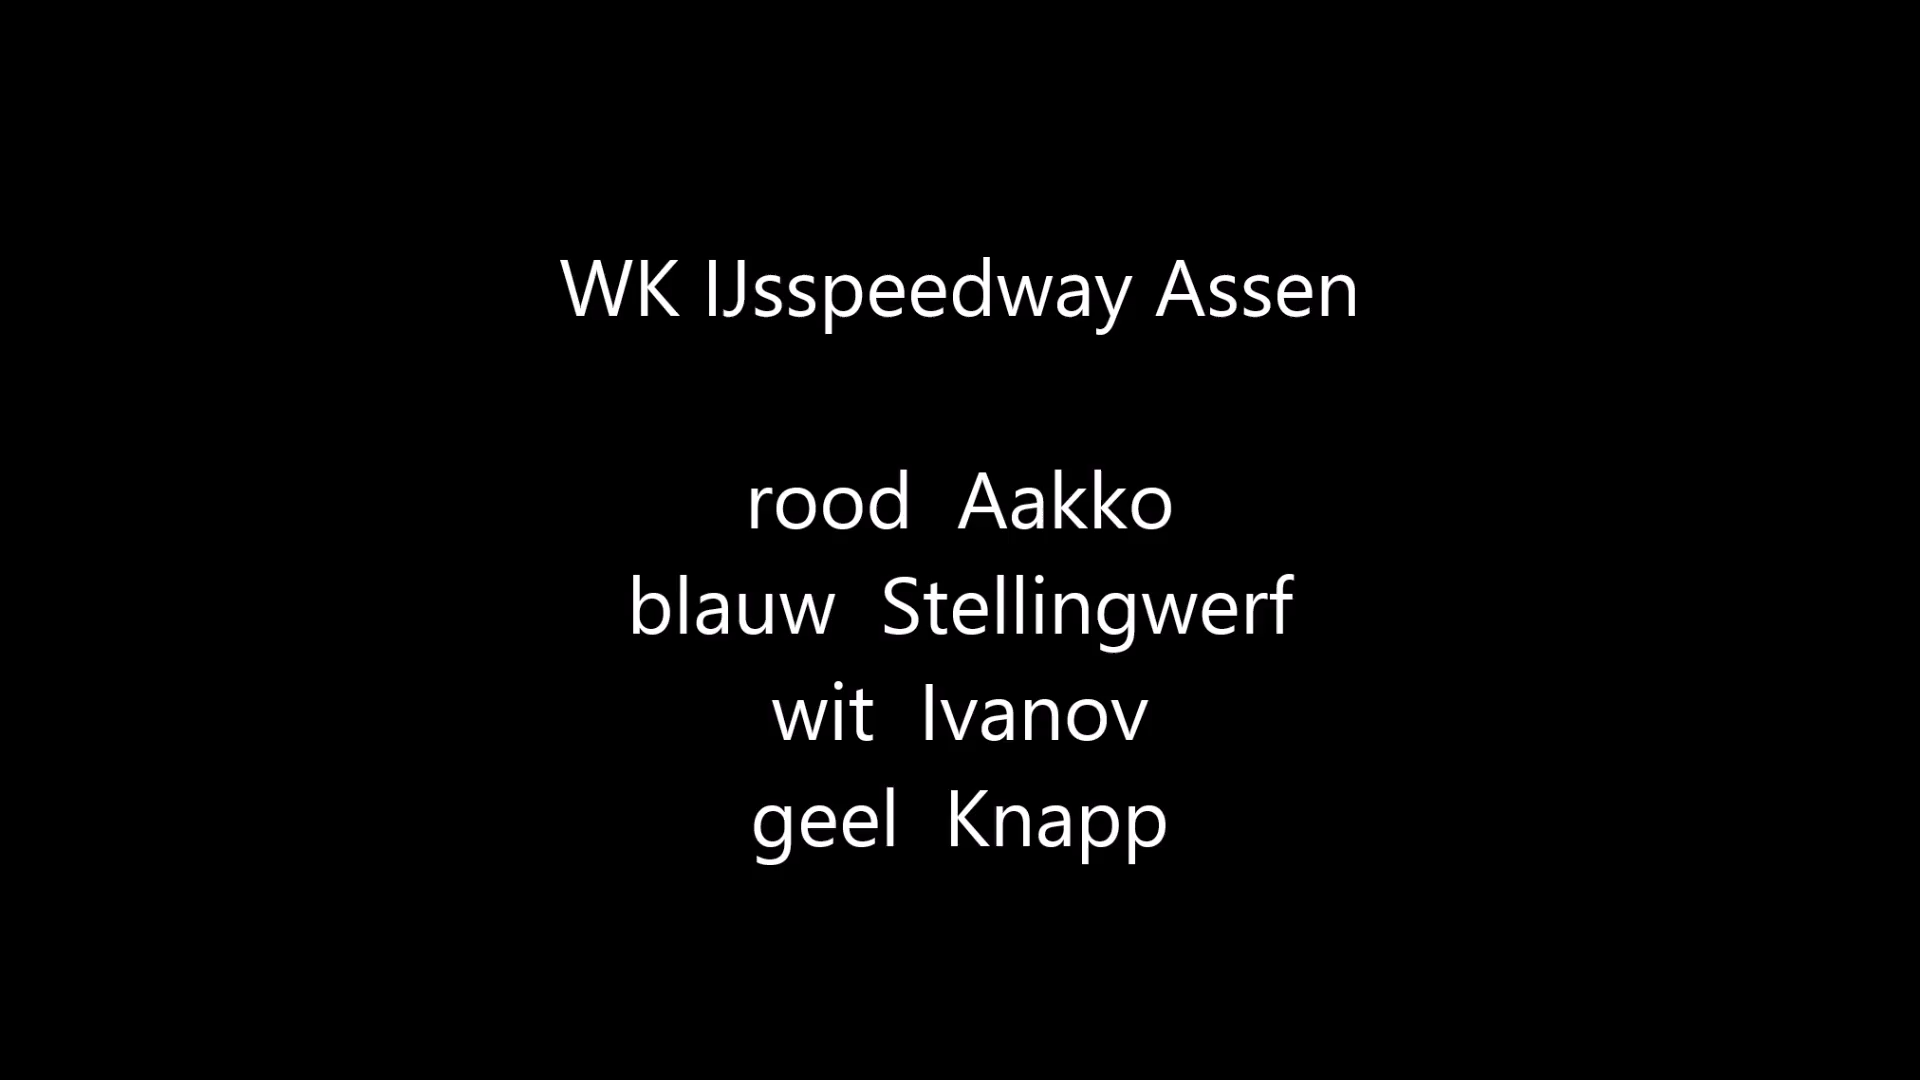 WK IJsspeedway Assen
rood Aakko
blauw Stellingwerf
wit Ivanov
geel Knapp